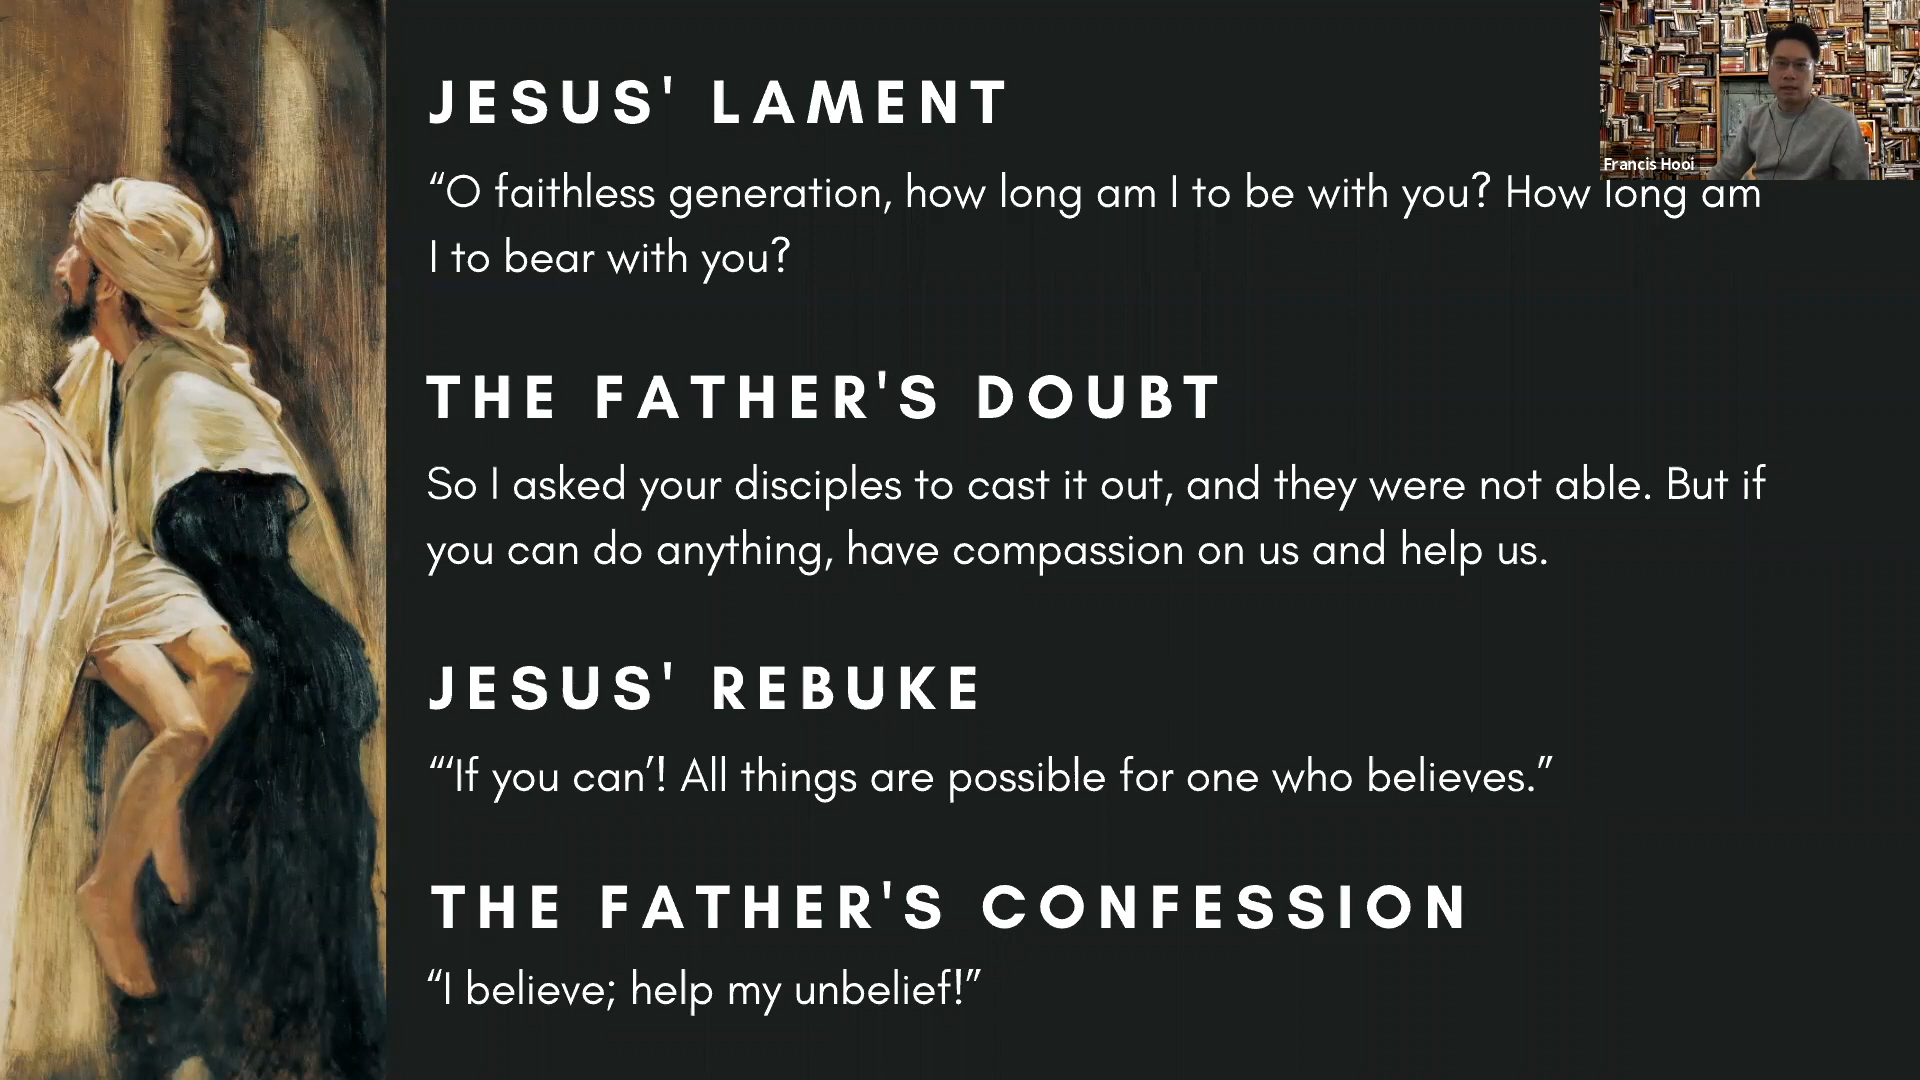 Francis Hooi
JESUS' LAMENT
“O faithless generation, how long am I to be with you? How long am
I to bear with you?
THE FATHER'S DOUBT
So I asked your disciples to cast it out, and they were not able. But if
you can do anything, have compassion on us and help us.
JESUS' REBUKE
“‘If you can’! All things are possible for one who believes.”
THE FATHER'S CONFESSION
“I believe; help my unbelief!”